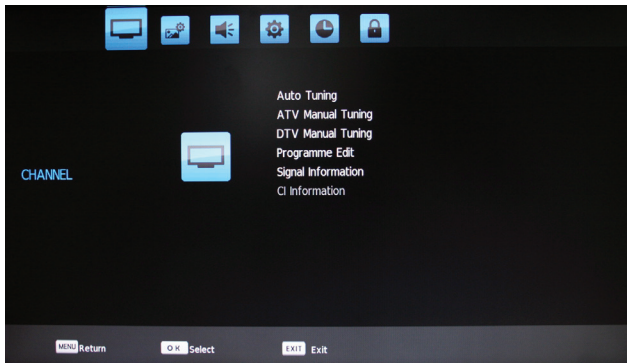 Auto Tuning
ATV Manual Tuning
DTV Manual Tuning
Programme Edit
Signal Information
CHANNEL
CI Information
MENU Return
OK Select
EXIT Exit